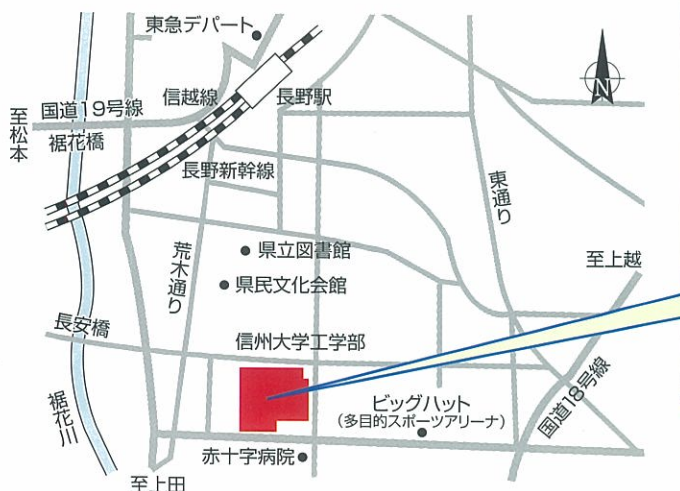 東急デパート
N
信越線
長野駅
国道19号線
至松本
裾花橋
長野新幹線
東通り
県立図書館
荒木通り
至上越
県民文化会館
長安橋
信州大学工学部
ビッグハット
(多目的スポーツアリーナ)
国道18号線
裾花川
赤十字病院
至上田